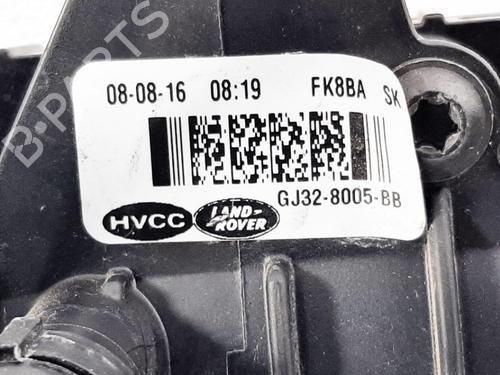 B-PARTS
08-08-16 08:19 FK8BA SK
GJ32-8005-BB
HVCC LAND-
ROVER